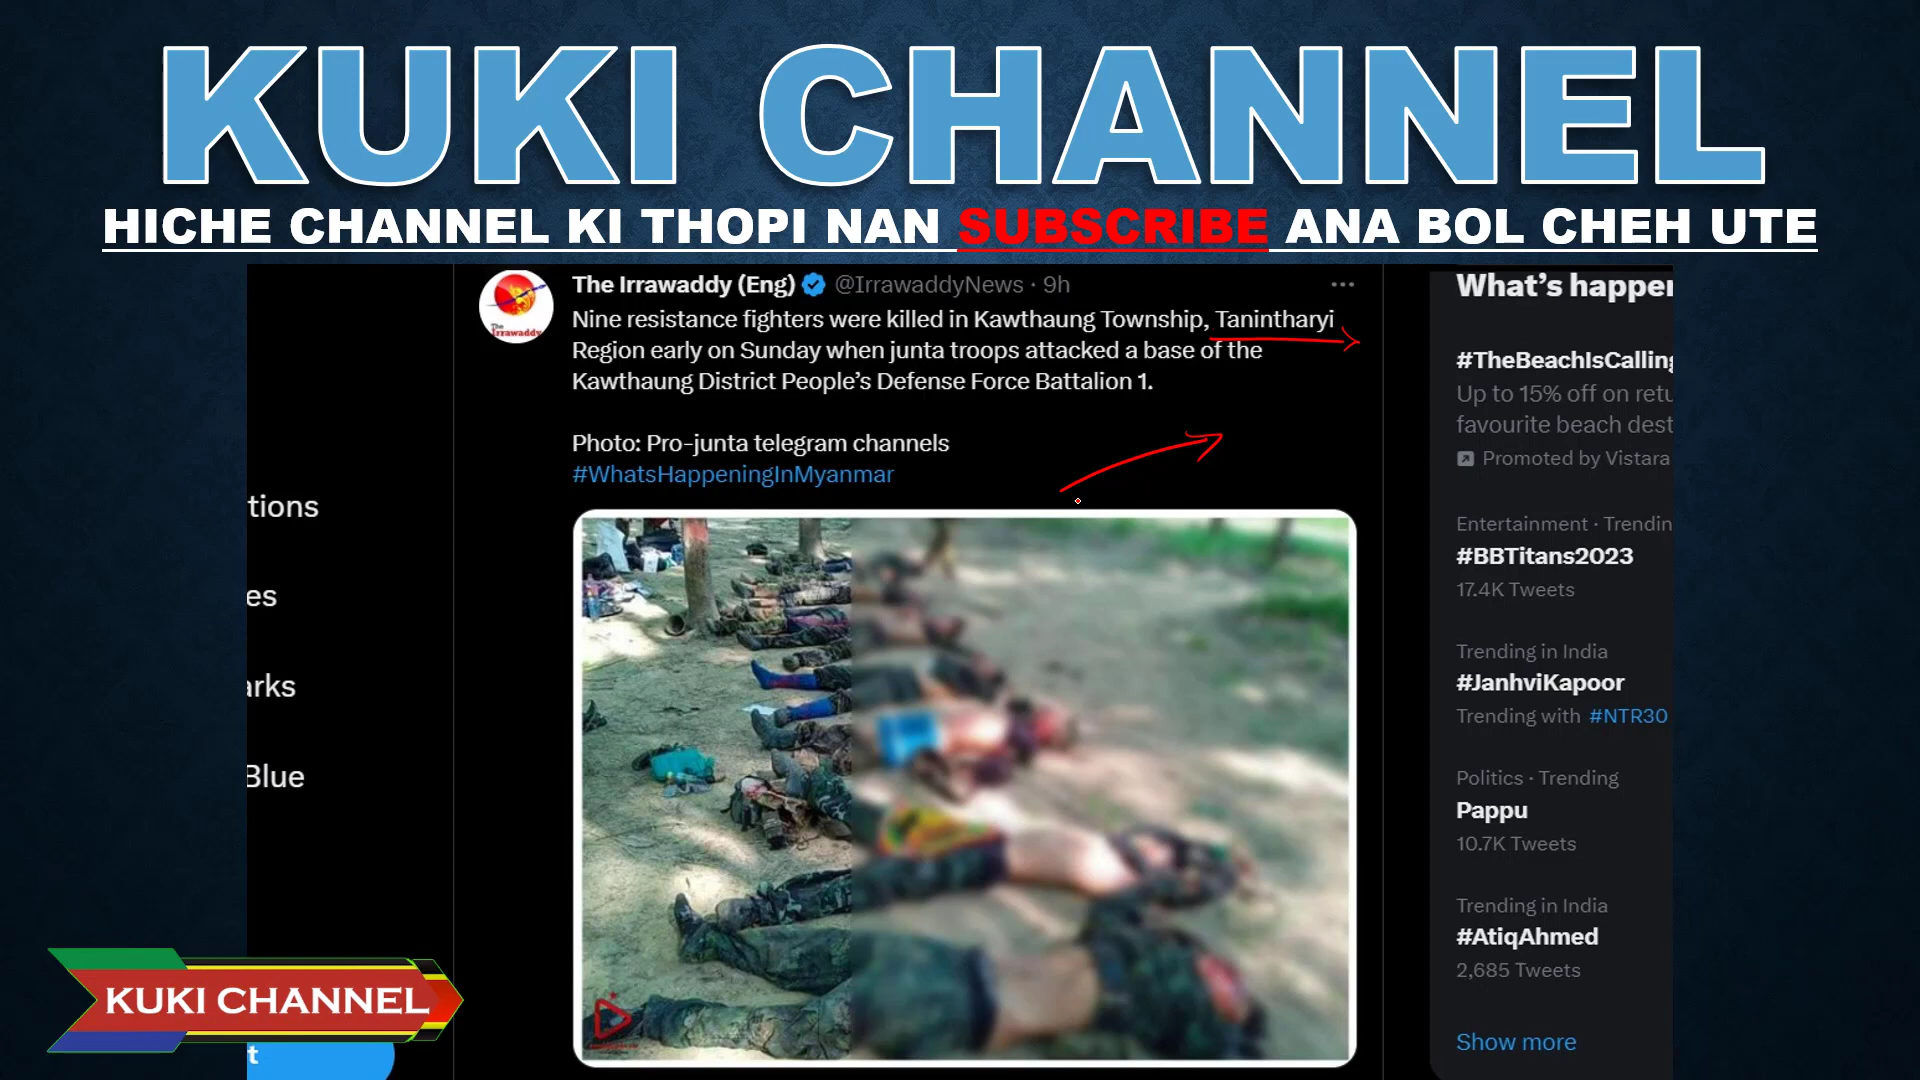 KUKI CHANNEL
HICHE CHANNEL KI THOPI NAN SUBSCRIBE ANA BOL CHEH UTE
The Irrawaddy (Eng) @IrrawaddyNews · 9h
Nine resistance fighters were killed in Kawthaung Township, Tanintharyi
Region early on Sunday when junta troops attacked a base of the
Kawthaung District People’s Defense Force Battalion 1.
Photo: Pro-junta telegram channels
#WhatsHappeningInMyanmar
The
Irrawaddy
tions
es
arks
Blue
t
What’s happen
#TheBeachIsCalling
Up to 15% off on retu
favourite beach dest
Promoted by Vistara
Entertainment · Trendin
#BBTitans2023
17.4K Tweets
Trending in India
#JanhviKapoor
Trending with #NTR30
Politics · Trending
Pappu
10.7K Tweets
Trending in India
#AtiqAhmed
2,685 Tweets
Show more
KUKI CHANNEL